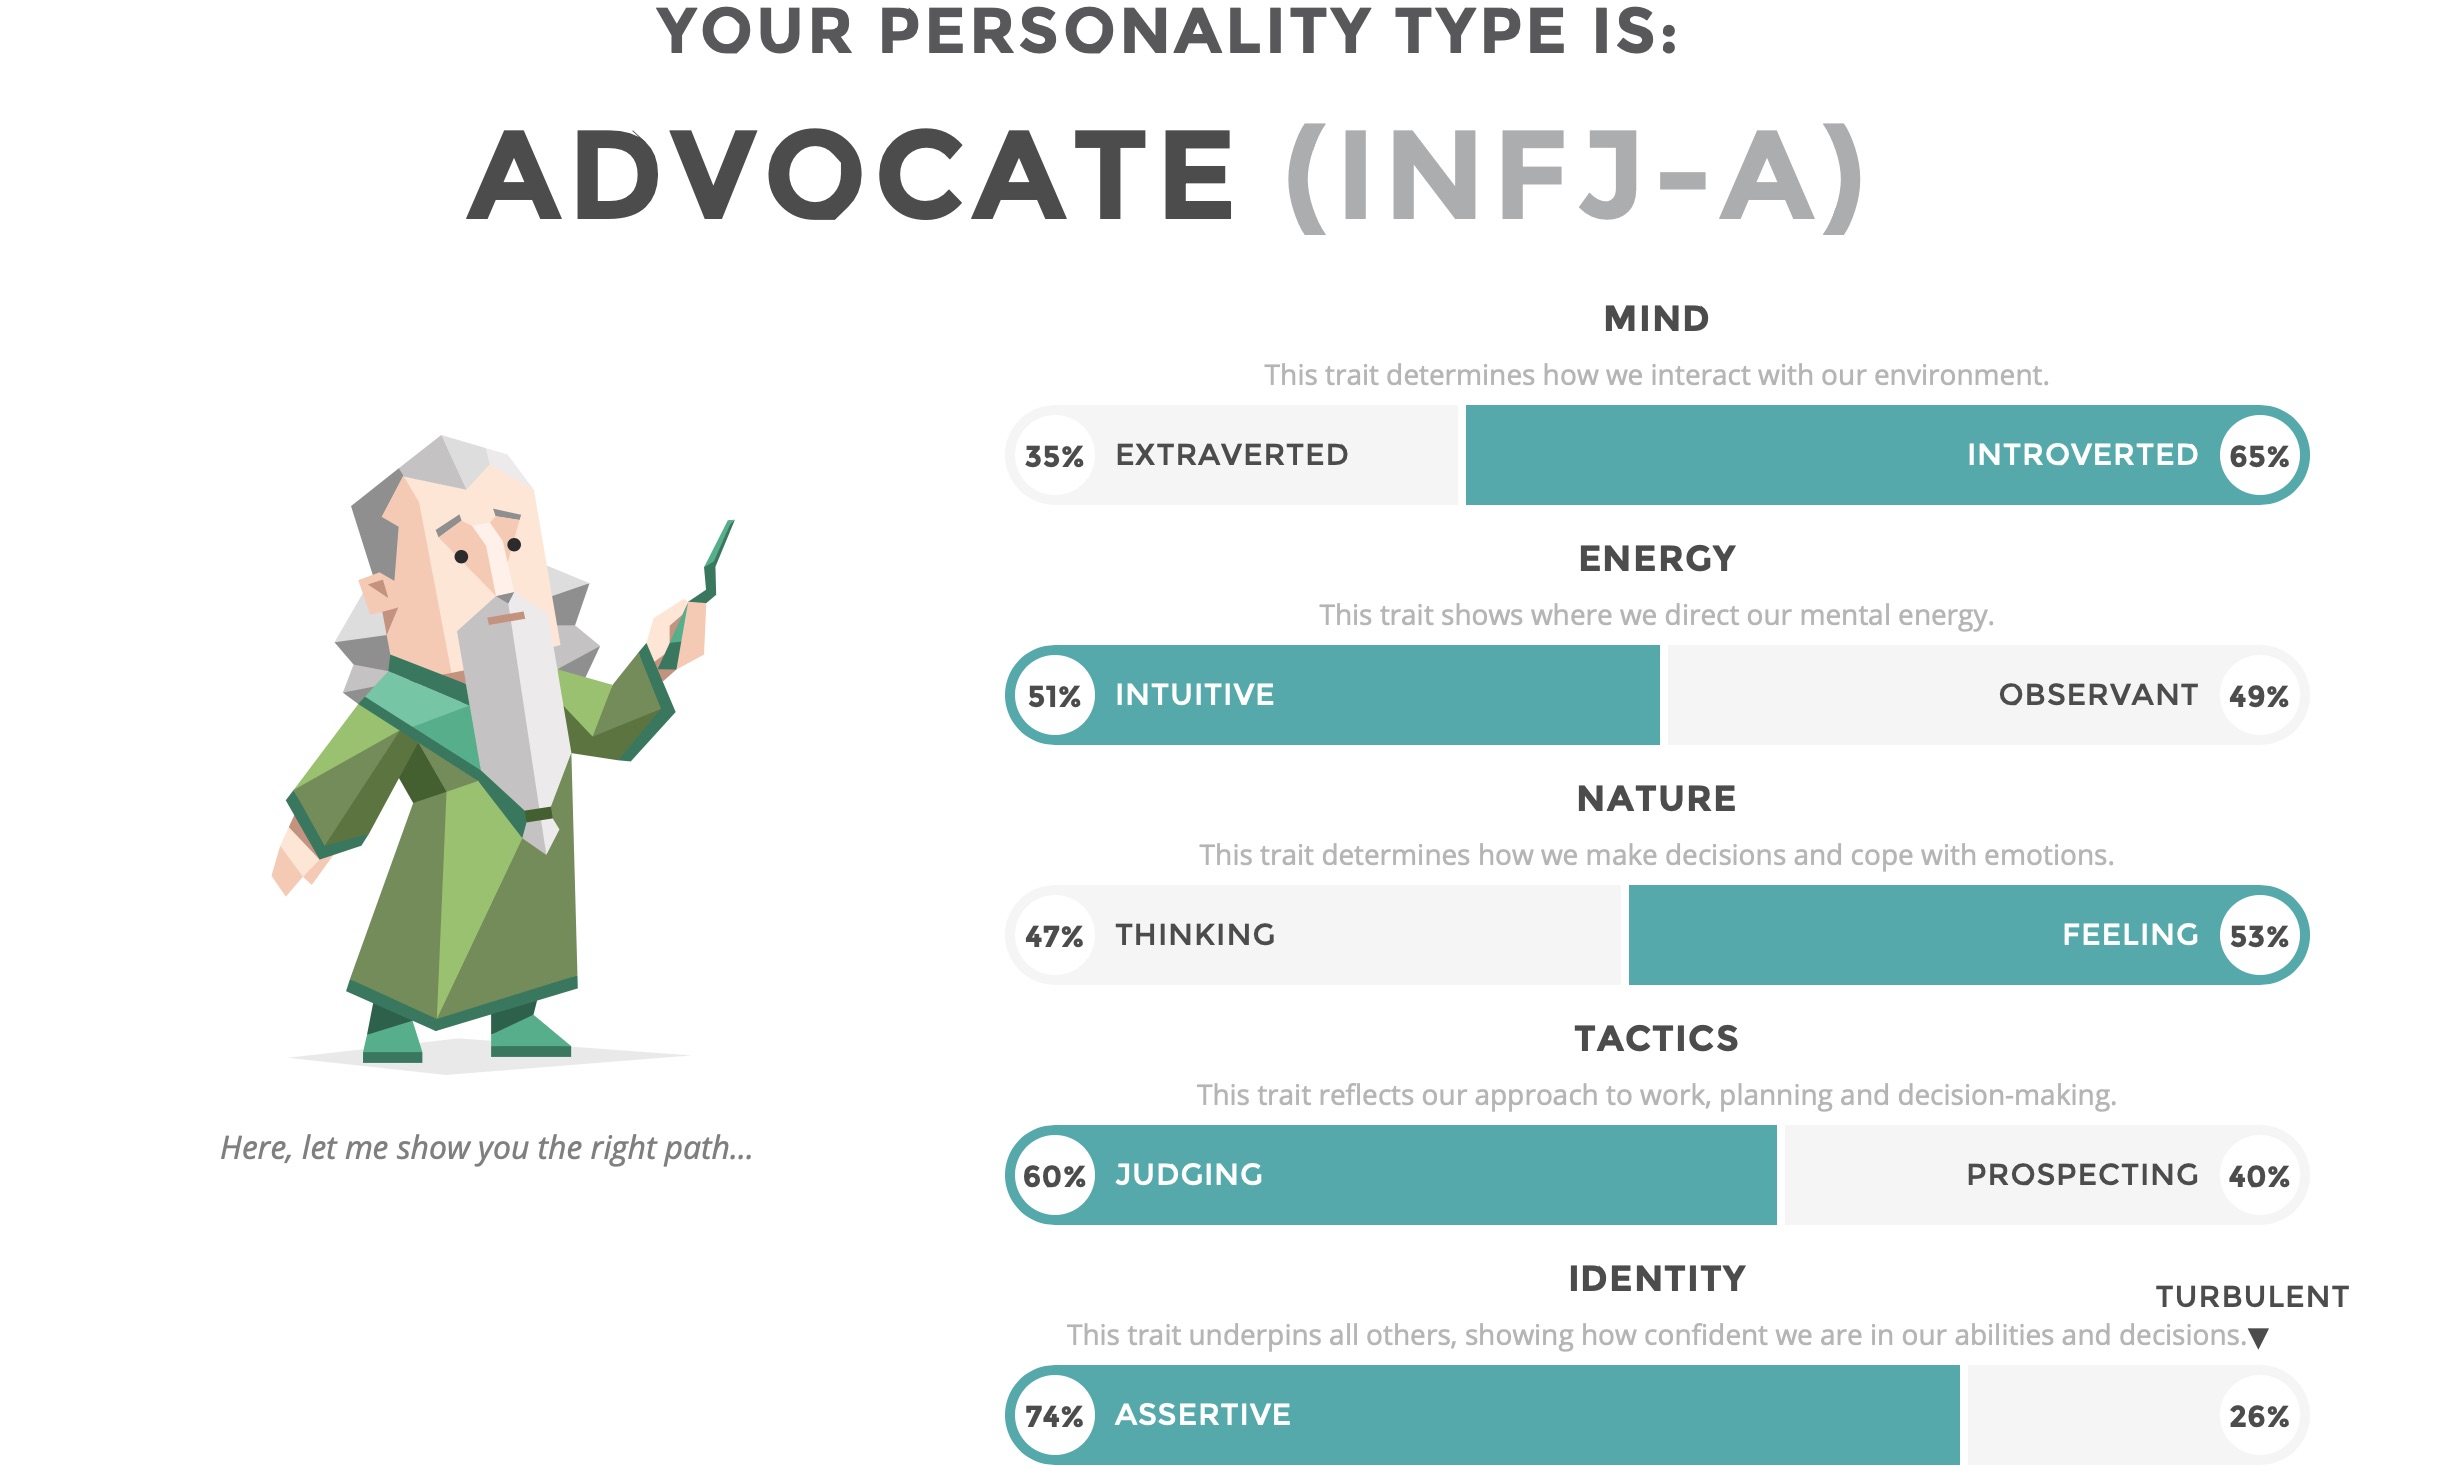 YOUR PERSONALITY TYPE IS:
ADVOCATE (INFJ-A)
MIND
This trait determines how we interact with our environment.
35% EXTRAVERTED INTROVERTED 65%
ENERGY
This trait shows where we direct our mental energy.
51% INTUITIVE OBSERVANT 49%
NATURE
This trait determines how we make decisions and cope with emotions.
47% THINKING FEELING 53%
TACTICS
This trait reflects our approach to work, planning and decision-making.
Here, let me show you the right path...
60% JUDGING PROSPECTING 40%
IDENTITY
TURBULENT
This trait underpins all others, showing how confident we are in our abilities and decisions.▼
74% ASSERTIVE 26%